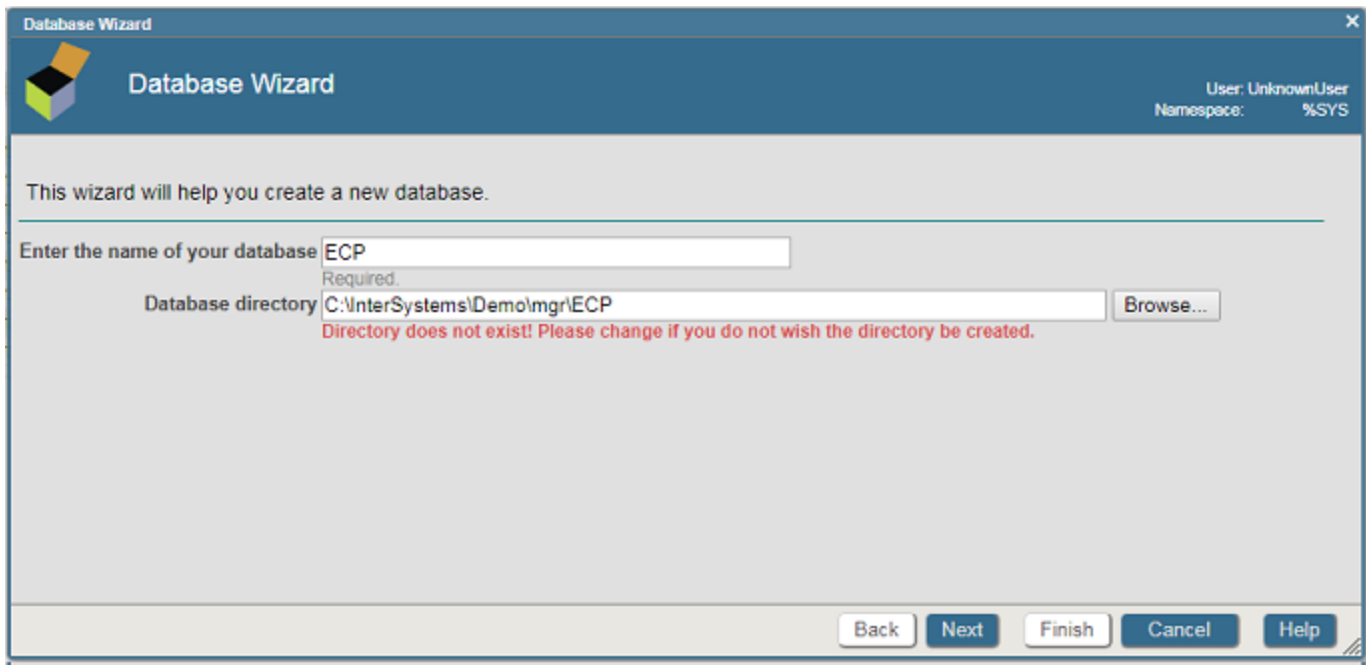 Database Wizard
Database Wizard
User: UnknownUser
Namespace: %SYS
This wizard will help you create a new database.
Enter the name of your database ECP
Required.
Database directory C:\InterSystems\Demo\mgr\ECP Browse...
Directory does not exist! Please change if you do not wish the directory be created.
Back Next Finish Cancel Help